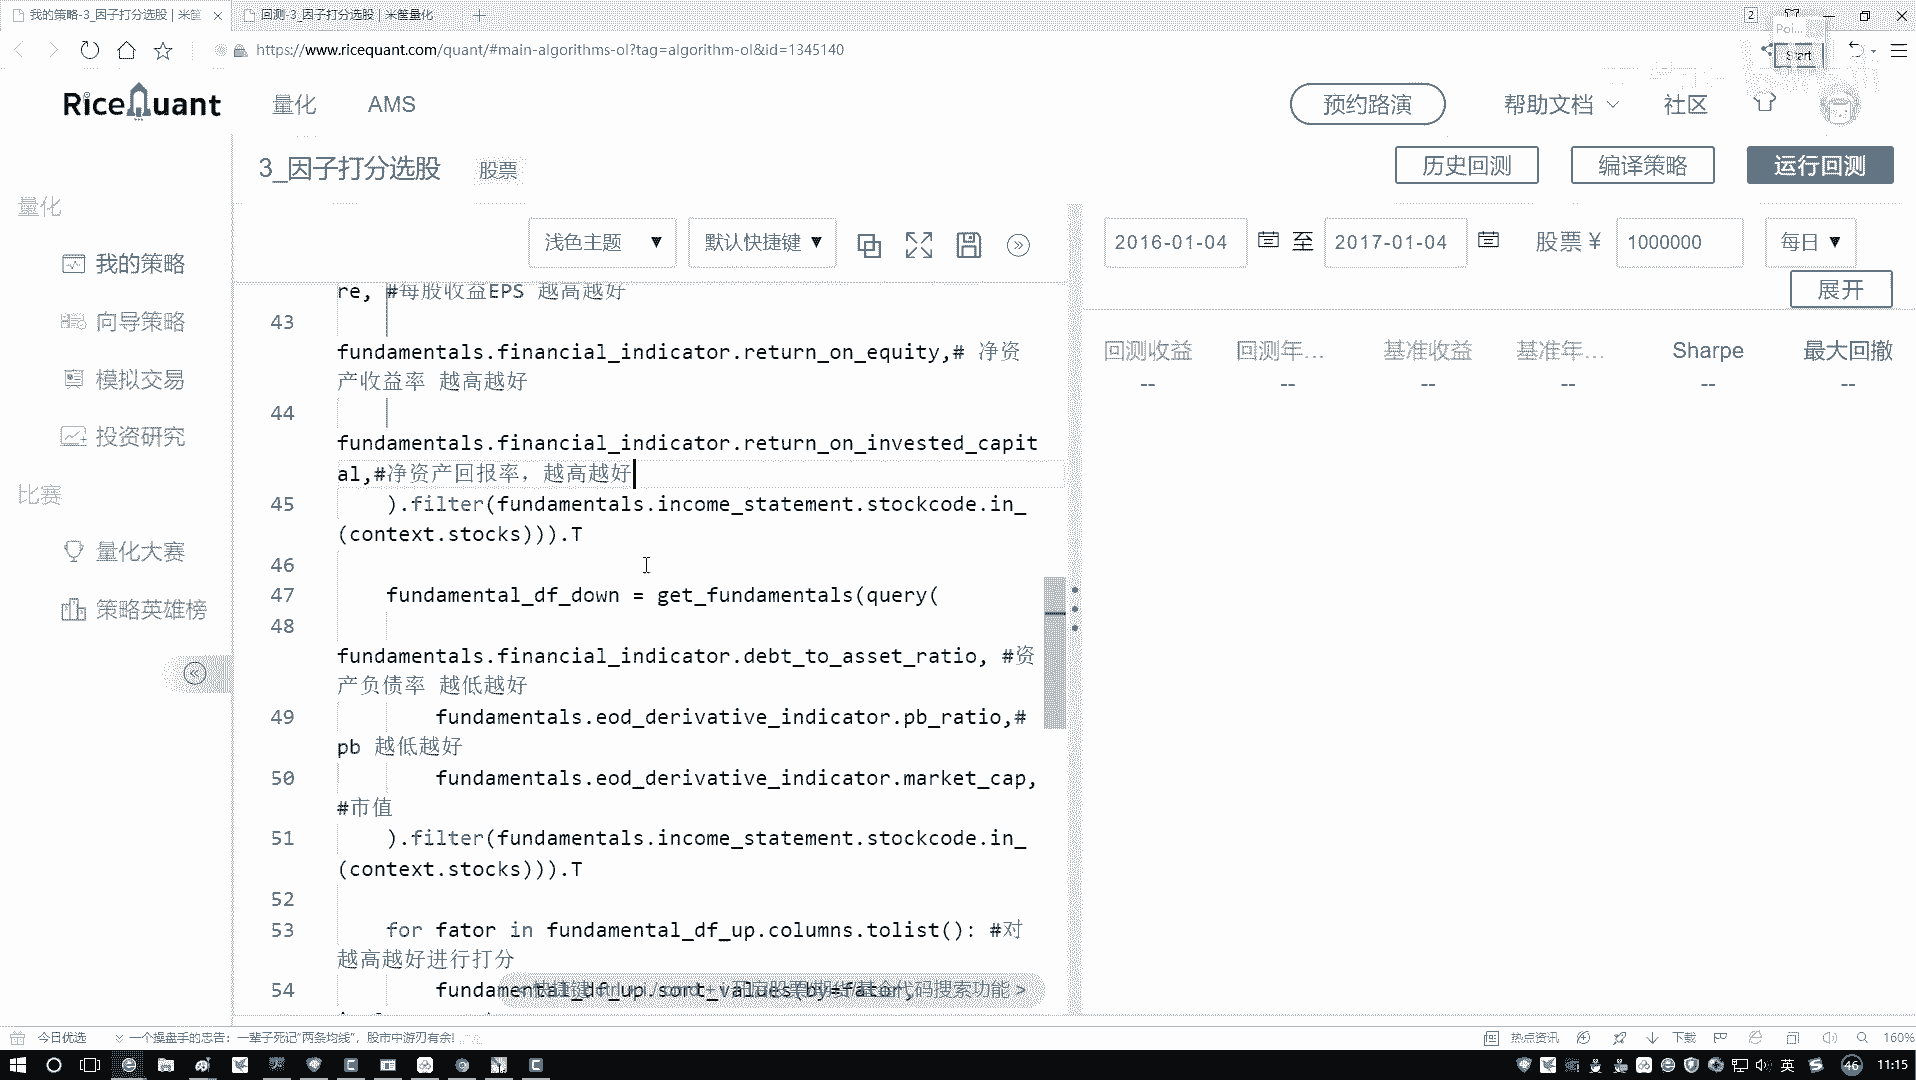 我的策略-3_因子打分选股 | 米筐
回测-3_因子打分选股 | 米筐量化
2
Poi...
https://www.ricequant.com/quant/#main-algorithms-ol?tag=algorithm-ol&id=1345140
Start
RiceQuant
量化
AMS
预约路演
帮助文档
社区
3_因子打分选股
股票
历史回测
编译策略
运行回测
量化
我的策略
向导策略
模拟交易
投资研究
比赛
量化大赛
策略英雄榜
浅色主题 ▼
默认快捷键 ▼
2016-01-04
至
2017-01-04
股票 ¥
1000000
每日 ▼
展开
回测收益
回测年...
基准收益
基准年...
Sharpe
最大回撤
--
--
--
--
--
--
re, #每股收益EPS 越高越好
43
fundamentals.financial_indicator.return_on_equity,# 净资
产收益率 越高越好
44
fundamentals.financial_indicator.return_on_invested_capit
al,#净资产回报率，越高越好
45 ).filter(fundamentals.income_statement.stockcode.in_
(context.stocks))).T
46
47 fundamental_df_down = get_fundamentals(query(
48
fundamentals.financial_indicator.debt_to_asset_ratio, #资
产负债率 越低越好
49 fundamentals.eod_derivative_indicator.pb_ratio,#
pb 越低越好
50 fundamentals.eod_derivative_indicator.market_cap,
#市值
51 ).filter(fundamentals.income_statement.stockcode.in_
(context.stocks))).T
52
53 for fator in fundamental_df_up.columns.tolist(): #对
越高越好进行打分
54 fundamental_df_up.sort_values(by=fator,
今日优选
一个操盘手的忠告：一辈子死记"两条均线"，股市中游刃有余!
热点资讯
下载
160%
英
46
11:15